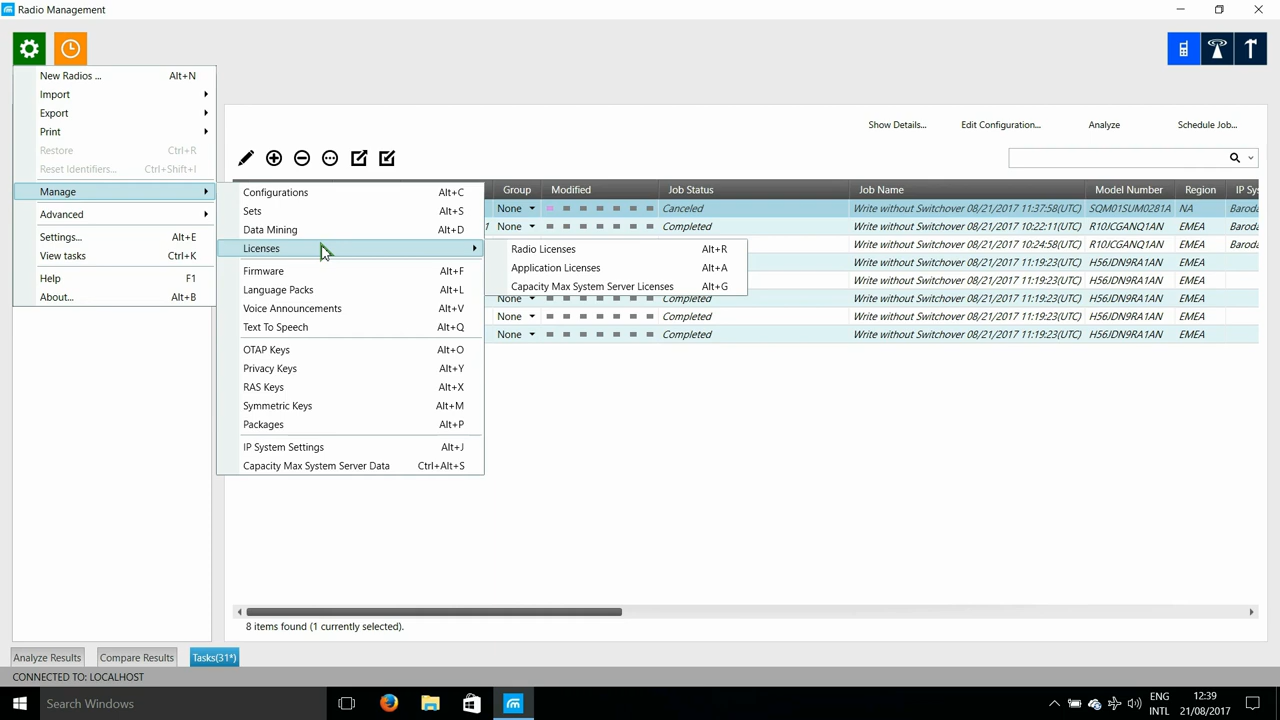 Radio Management
New Radios ... Alt+N
Import
Export
Print
Restore Ctrl+R
Reset Identifiers... Ctrl+Shift+I
Manage
Advanced
Settings... Alt+E
View tasks Ctrl+K
Help F1
About... Alt+B
Configurations Alt+C
Sets Alt+S
Data Mining Alt+D
Licenses
Firmware Alt+F
Language Packs Alt+L
Voice Announcements Alt+V
Text To Speech Alt+Q
OTAP Keys Alt+O
Privacy Keys Alt+Y
RAS Keys Alt+X
Symmetric Keys Alt+M
Packages Alt+P
IP System Settings Alt+J
Capacity Max System Server Data Ctrl+Alt+S
Radio Licenses Alt+R
Application Licenses Alt+A
Capacity Max System Server Licenses Alt+G
Show Details... Edit Configuration... Analyze Schedule Job...
Group Modified Job Status Job Name Model Number Region IP Sy
None Canceled Write without Switchover 08/21/2017 11:37:58(UTC) SQM01SUM0281A NA Baroda
1 None Completed Write without Switchover 08/21/2017 10:22:11(UTC) R10JCGANQ1AN EMEA Baroda
Write without Switchover 08/21/2017 10:24:58(UTC) R10JCGANQ1AN EMEA Baroda
Write without Switchover 08/21/2017 11:19:23(UTC) H56JDN9RA1AN EMEA
Write without Switchover 08/21/2017 11:19:23(UTC) H56JDN9RA1AN EMEA
None Completed Write without Switchover 08/21/2017 11:19:23(UTC) H56JDN9RA1AN EMEA
None Completed Write without Switchover 08/21/2017 11:19:23(UTC) H56JDN9RA1AN EMEA
None Completed Write without Switchover 08/21/2017 11:19:23(UTC) H56JDN9RA1AN EMEA
8 items found (1 currently selected).
Analyze Results Compare Results Tasks(31*)
CONNECTED TO: LOCALHOST
Search Windows
ENG 12:39
INTL 21/08/2017